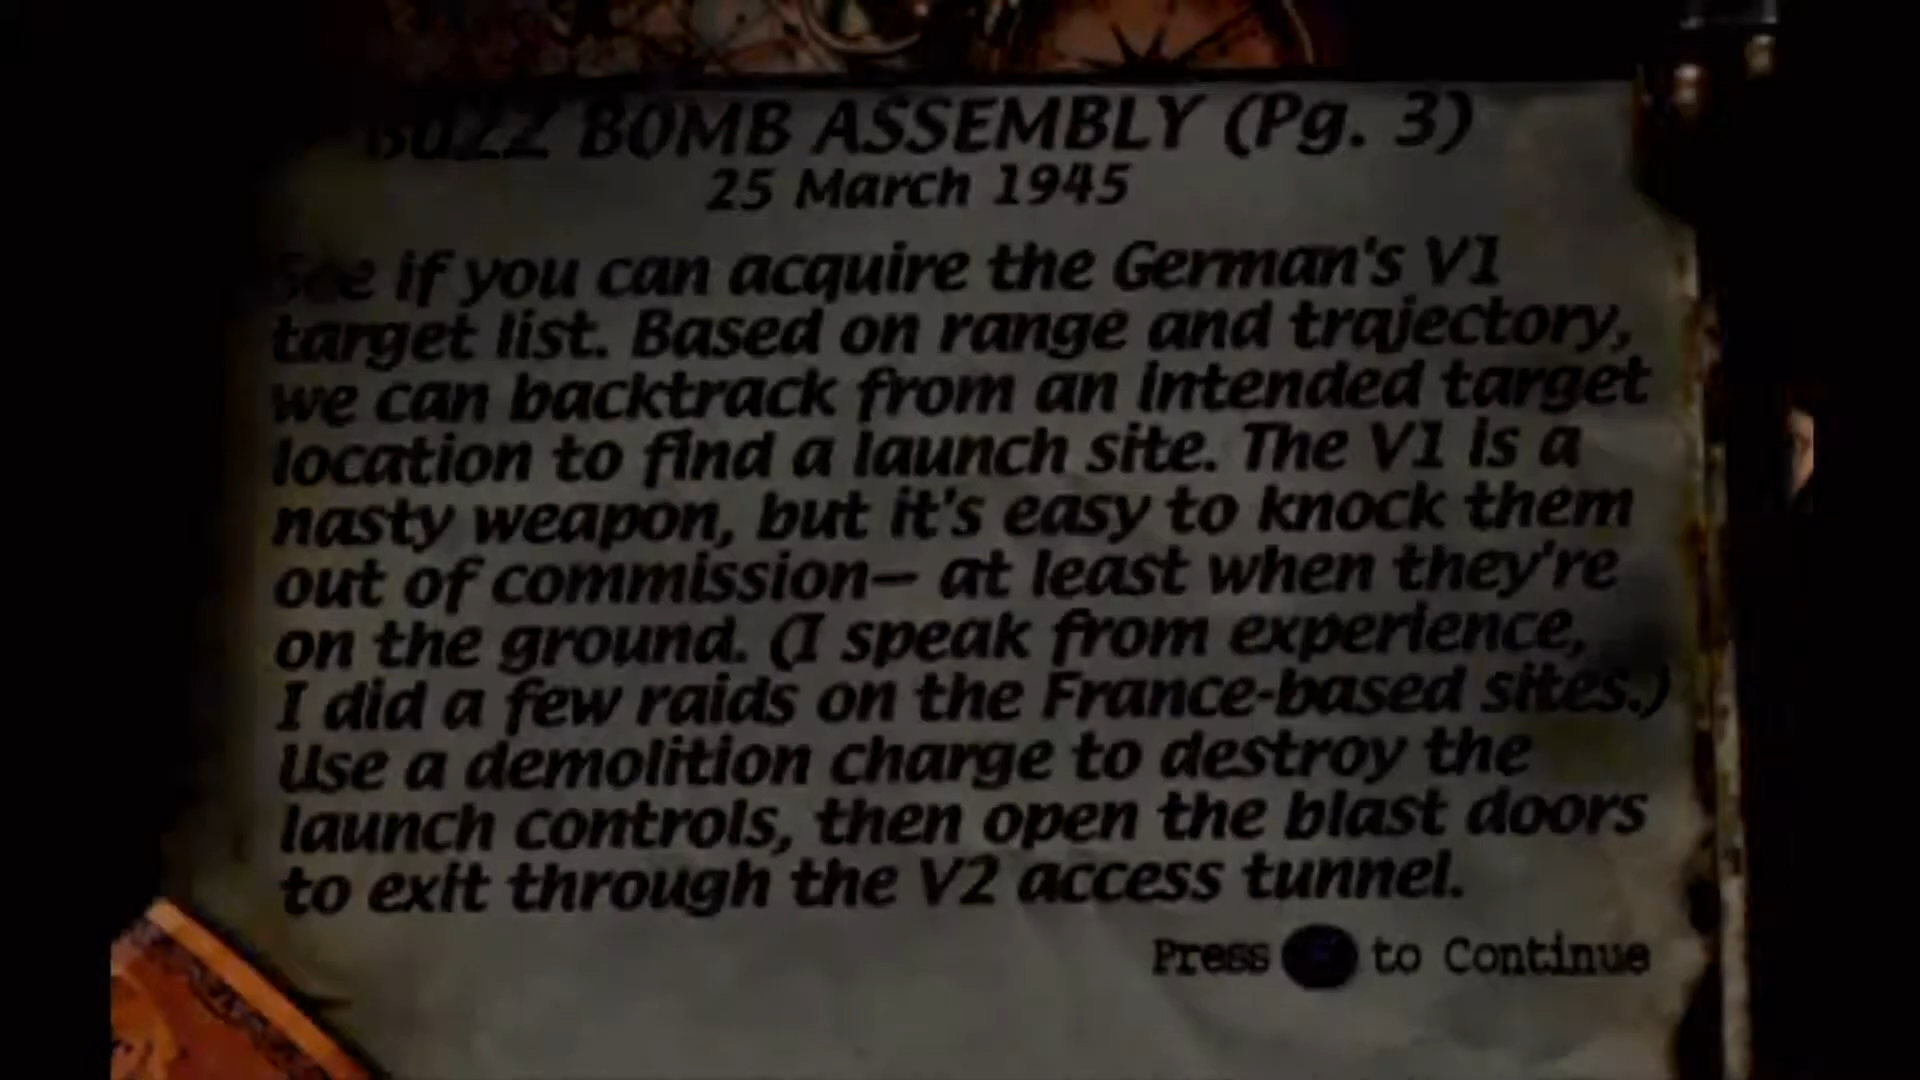 BUZZ BOMB ASSEMBLY (Pg. 3)
25 March 1945
See if you can acquire the German's V1
target list. Based on range and trajectory,
we can backtrack from an intended target
location to find a launch site. The V1 is a
nasty weapon, but it's easy to knock them
out of commission— at least when they're
on the ground. (I speak from experience,
I did a few raids on the France-based sites.)
Use a demolition charge to destroy the
launch controls, then open the blast doors
to exit through the V2 access tunnel.
Press to Continue